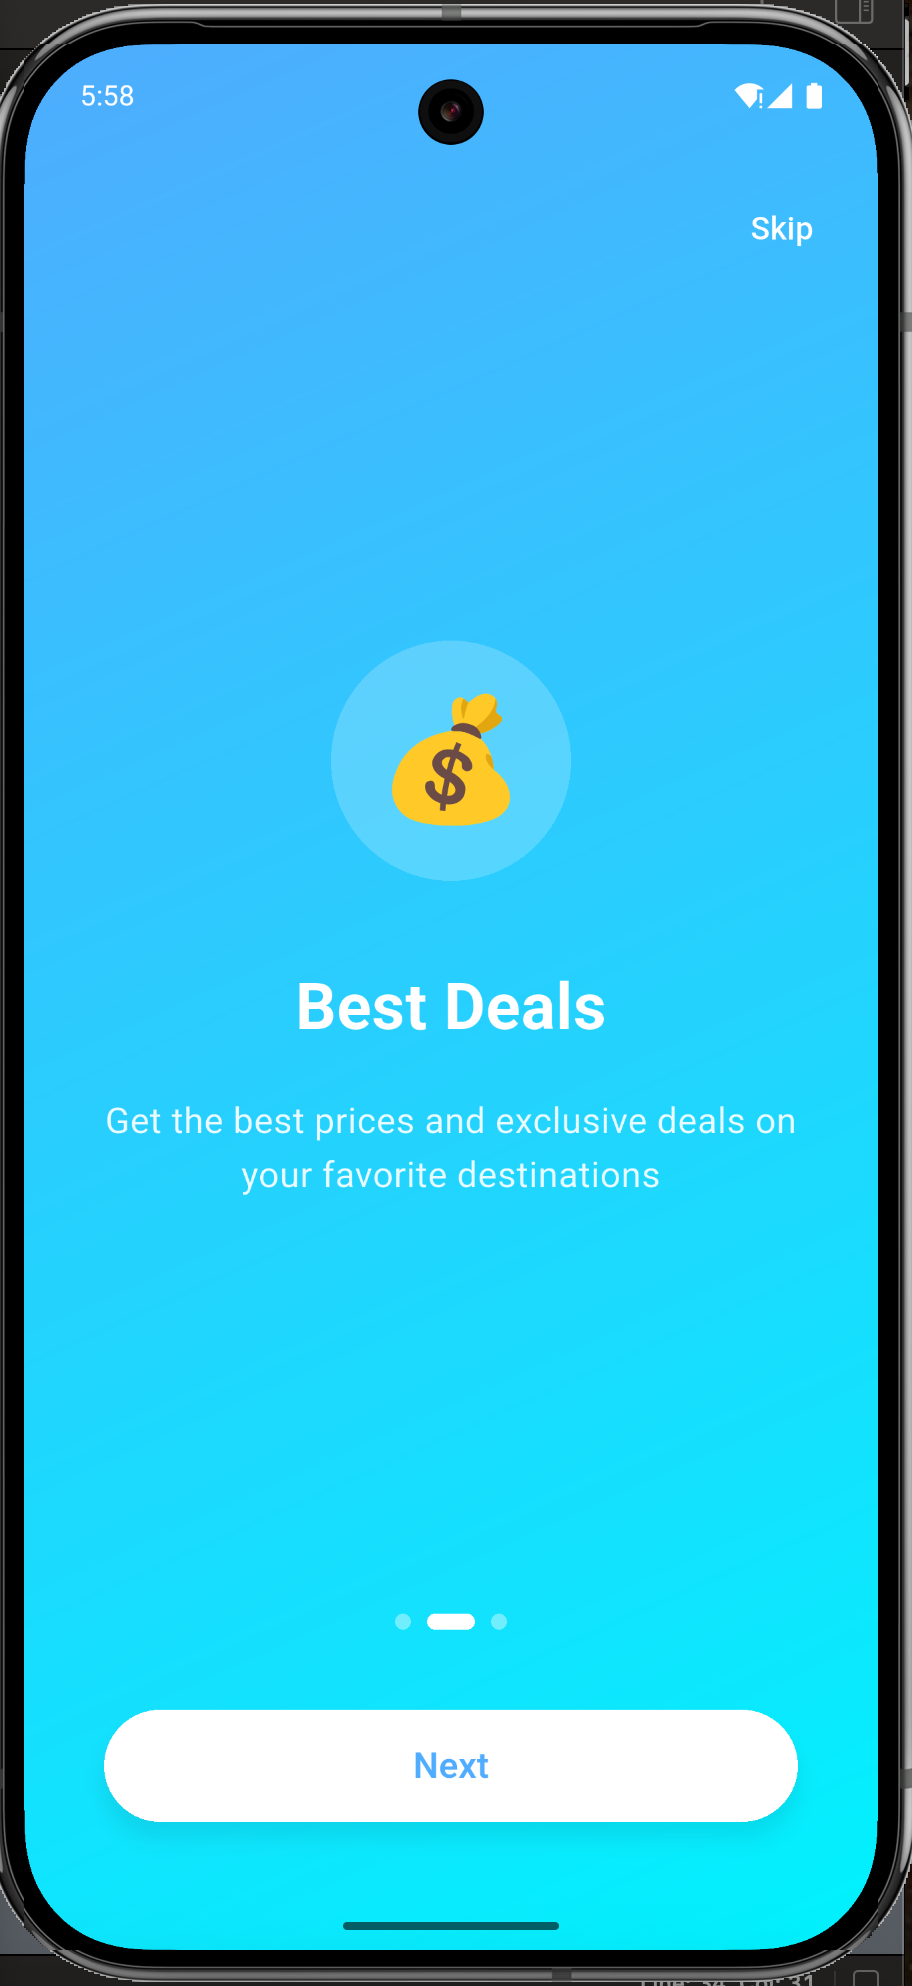 5:58
Skip
Best Deals
Get the best prices and exclusive deals on
your favorite destinations
Next